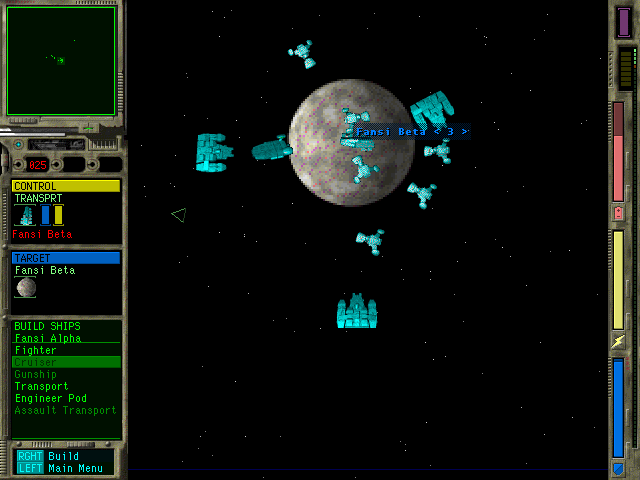 Fansi Beta < 3 >
025
CONTROL
TRANSPRT
Fansi Beta
TARGET
Fansi Beta
BUILD SHIPS
Fansi Alpha
Fighter
Cruiser
Gunship
Transport
Engineer Pod
Assault Transport
RGHT Build
LEFT Main Menu